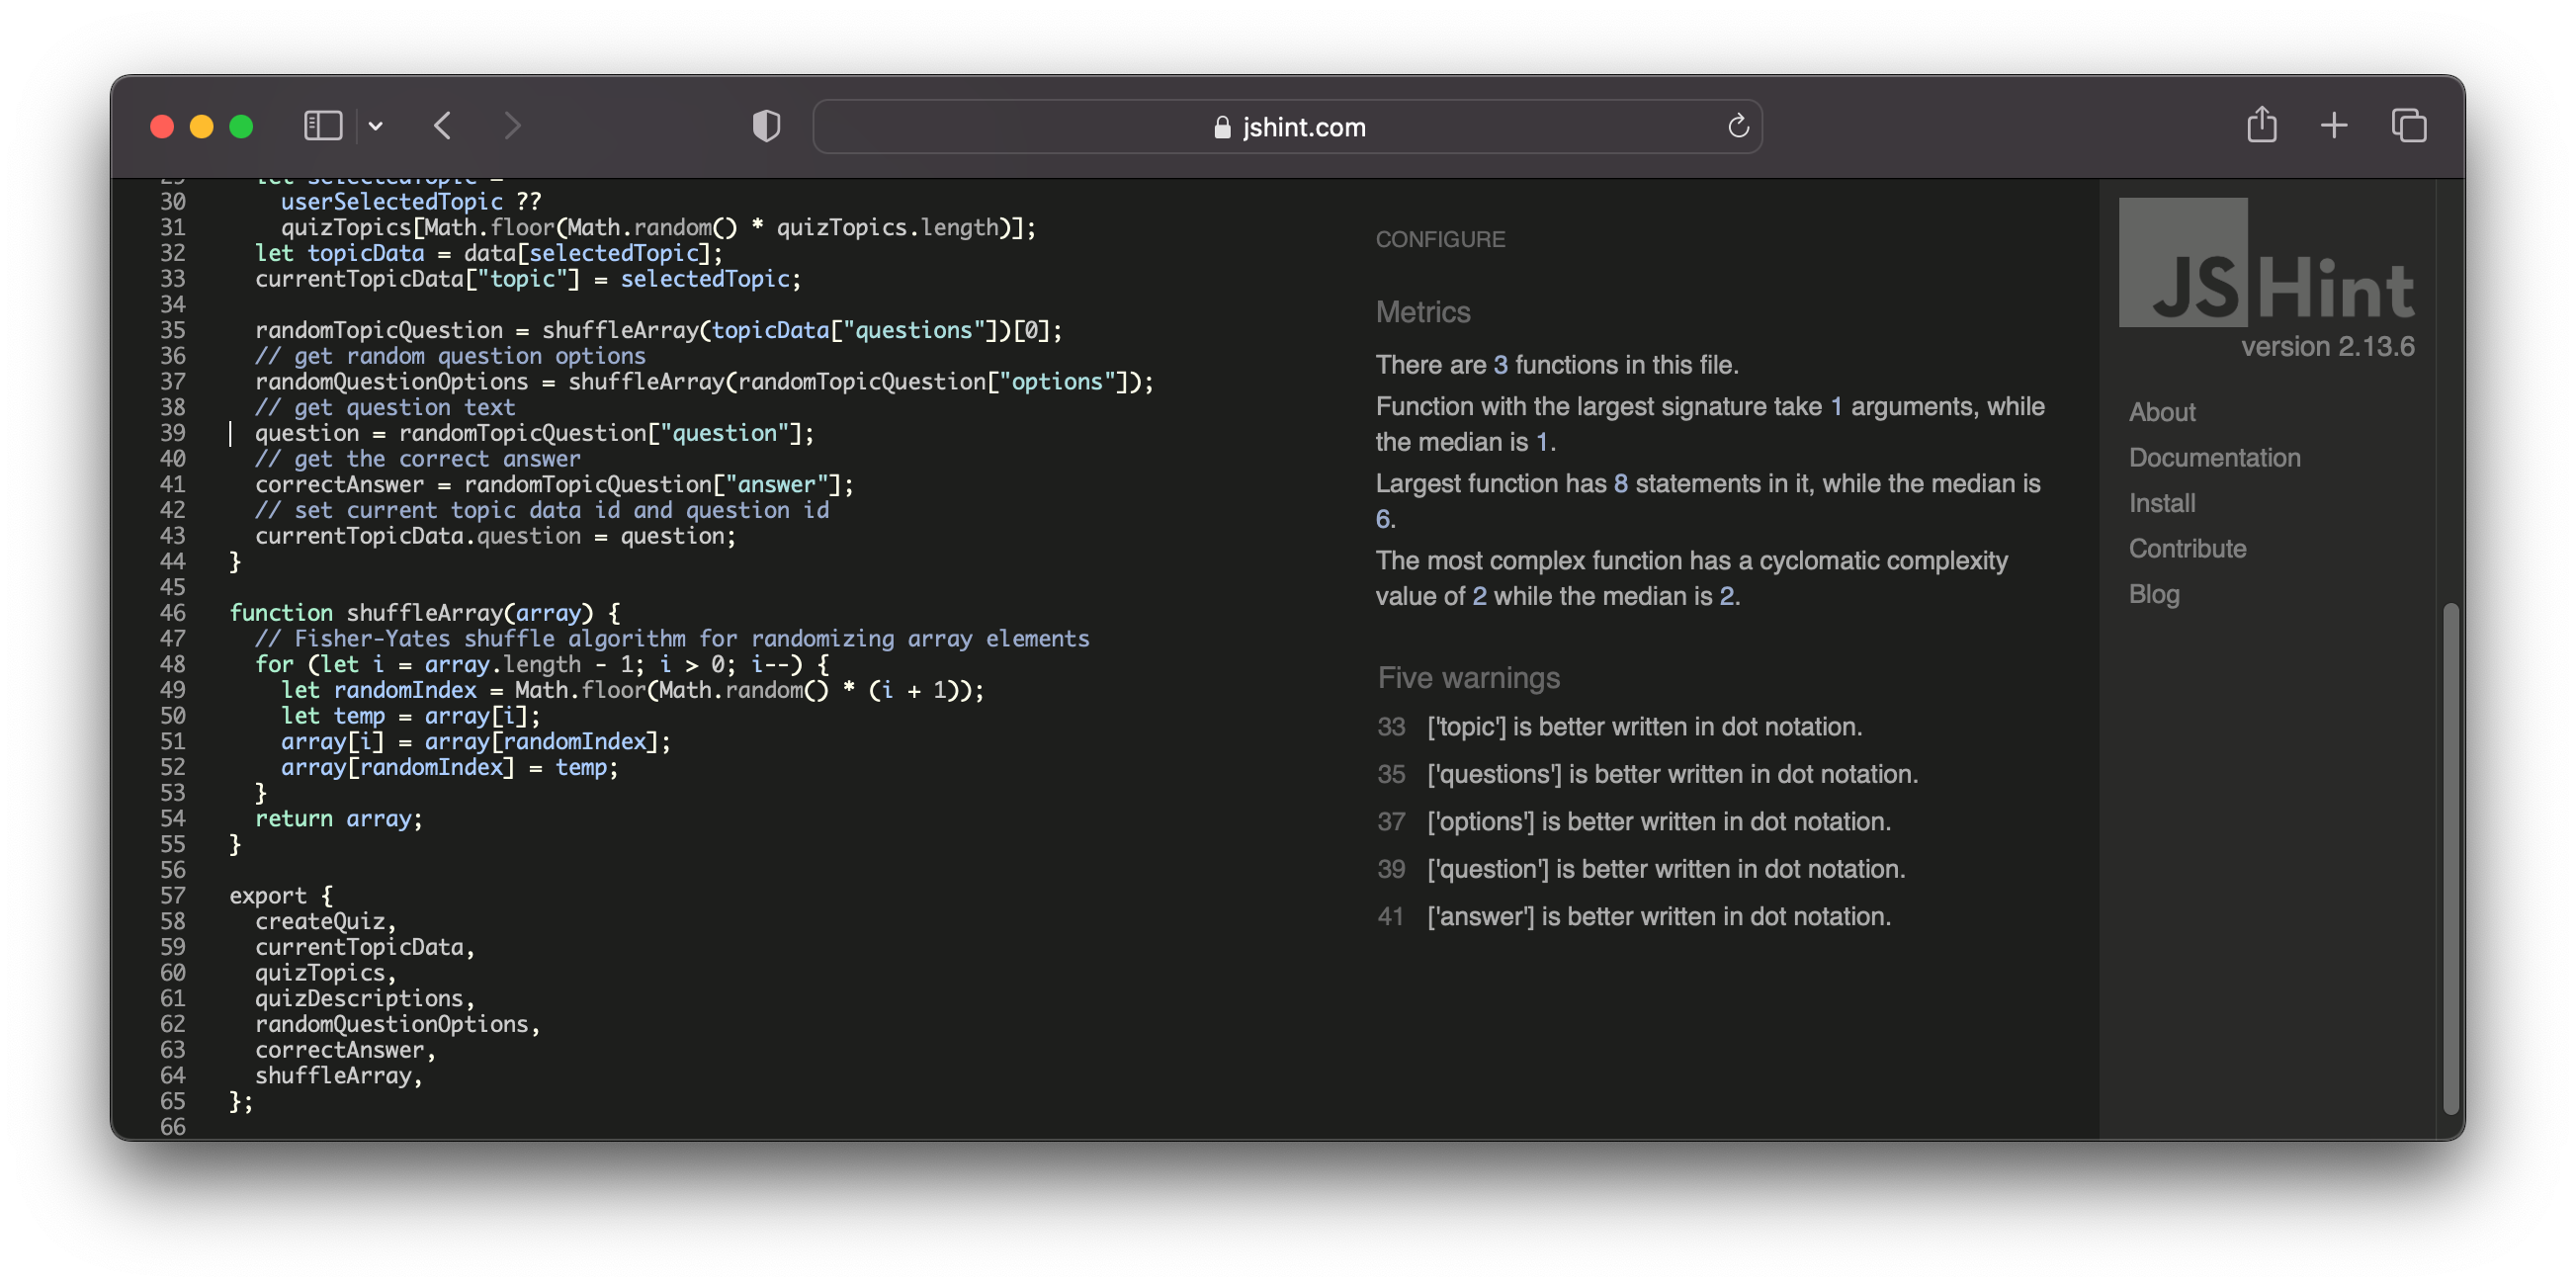 jshint.com
29 let selectedTopic =
30 userSelectedTopic ??
31 quizTopics[Math.floor(Math.random() * quizTopics.length)];
32 let topicData = data[selectedTopic];
33 currentTopicData["topic"] = selectedTopic;
34
35 randomTopicQuestion = shuffleArray(topicData["questions"])[0];
36 // get random question options
37 randomQuestionOptions = shuffleArray(randomTopicQuestion["options"]);
38 // get question text
39 question = randomTopicQuestion["question"];
40 // get the correct answer
41 correctAnswer = randomTopicQuestion["answer"];
42 // set current topic data id and question id
43 currentTopicData.question = question;
44 }
45
46 function shuffleArray(array) {
47 // Fisher-Yates shuffle algorithm for randomizing array elements
48 for (let i = array.length - 1; i > 0; i--) {
49 let randomIndex = Math.floor(Math.random() * (i + 1));
50 let temp = array[i];
51 array[i] = array[randomIndex];
52 array[randomIndex] = temp;
53 }
54 return array;
55 }
56
57 export {
58 createQuiz,
59 currentTopicData,
60 quizTopics,
61 quizDescriptions,
62 randomQuestionOptions,
63 correctAnswer,
64 shuffleArray,
65 };
66
CONFIGURE
Metrics
There are 3 functions in this file.
Function with the largest signature take 1 arguments, while
the median is 1.
Largest function has 8 statements in it, while the median is
6.
The most complex function has a cyclomatic complexity
value of 2 while the median is 2.
Five warnings
33 ['topic'] is better written in dot notation.
35 ['questions'] is better written in dot notation.
37 ['options'] is better written in dot notation.
39 ['question'] is better written in dot notation.
41 ['answer'] is better written in dot notation.
JSHint
version 2.13.6
About
Documentation
Install
Contribute
Blog